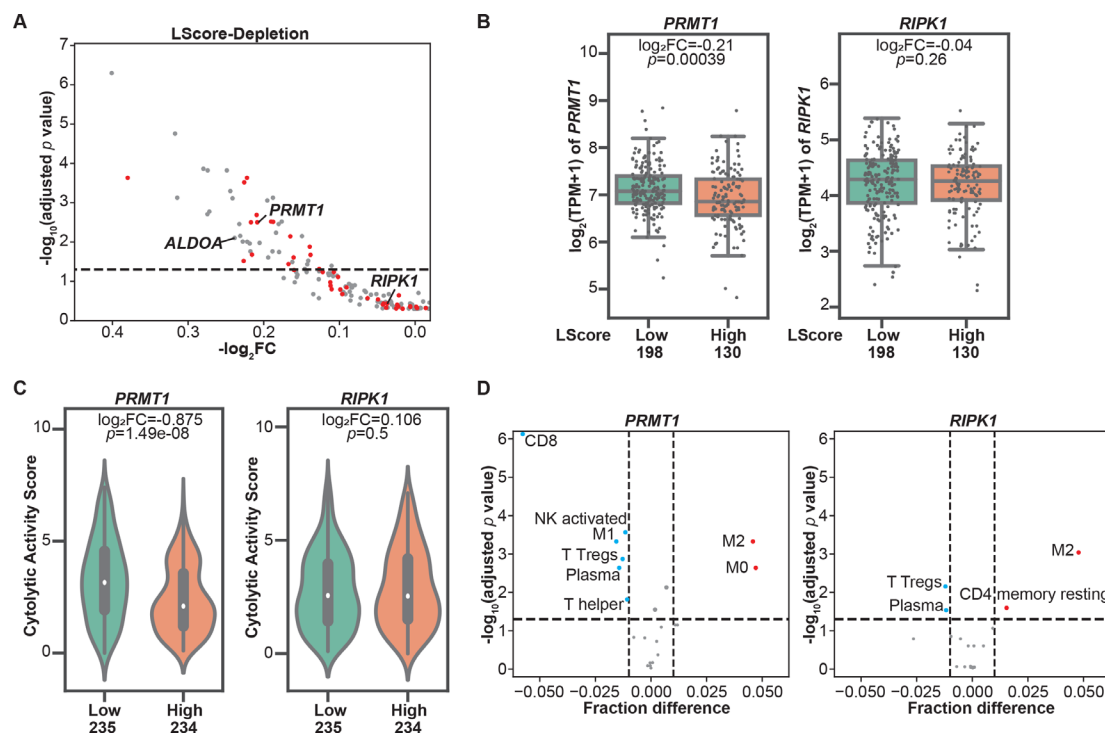 A
LScore-Depletion
7
6
5
4
3
2
1
0
-log₁₀(adjusted p value)
PRMT1
ALDOA
RIPK1
0.4
0.3
0.2
0.1
-0.0
-log₂FC
B
PRMT1
log₂FC=-0.21
p=0.00039
10
9
8
7
6
5
log₂(TPM+1) of PRMT1
LScore
Low
198
High
130
RIPK1
log₂FC=-0.04
p=0.26
6
5
4
3
2
log₂(TPM+1) of RIPK1
LScore
Low
198
High
130
C
PRMT1
log₂FC=-0.875
p=1.49e-08
10
5
0
Cytolytic Activity Score
Low
235
High
234
RIPK1
log₂FC=0.106
p=0.5
10
5
0
Cytolytic Activity Score
Low
235
High
234
D
PRMT1
6
5
4
3
2
1
0
-log₁₀(adjusted p value)
CD8
NK activated
M1
T Tregs
Plasma
T helper
M2
M0
-0.050
-0.025
0.000
0.025
0.050
Fraction difference
RIPK1
6
5
4
3
2
1
0
-log₁₀(adjusted p value)
M2
T Tregs
Plasma
CD4 memory resting
-0.050
-0.025
0.000
0.025
0.050
Fraction difference